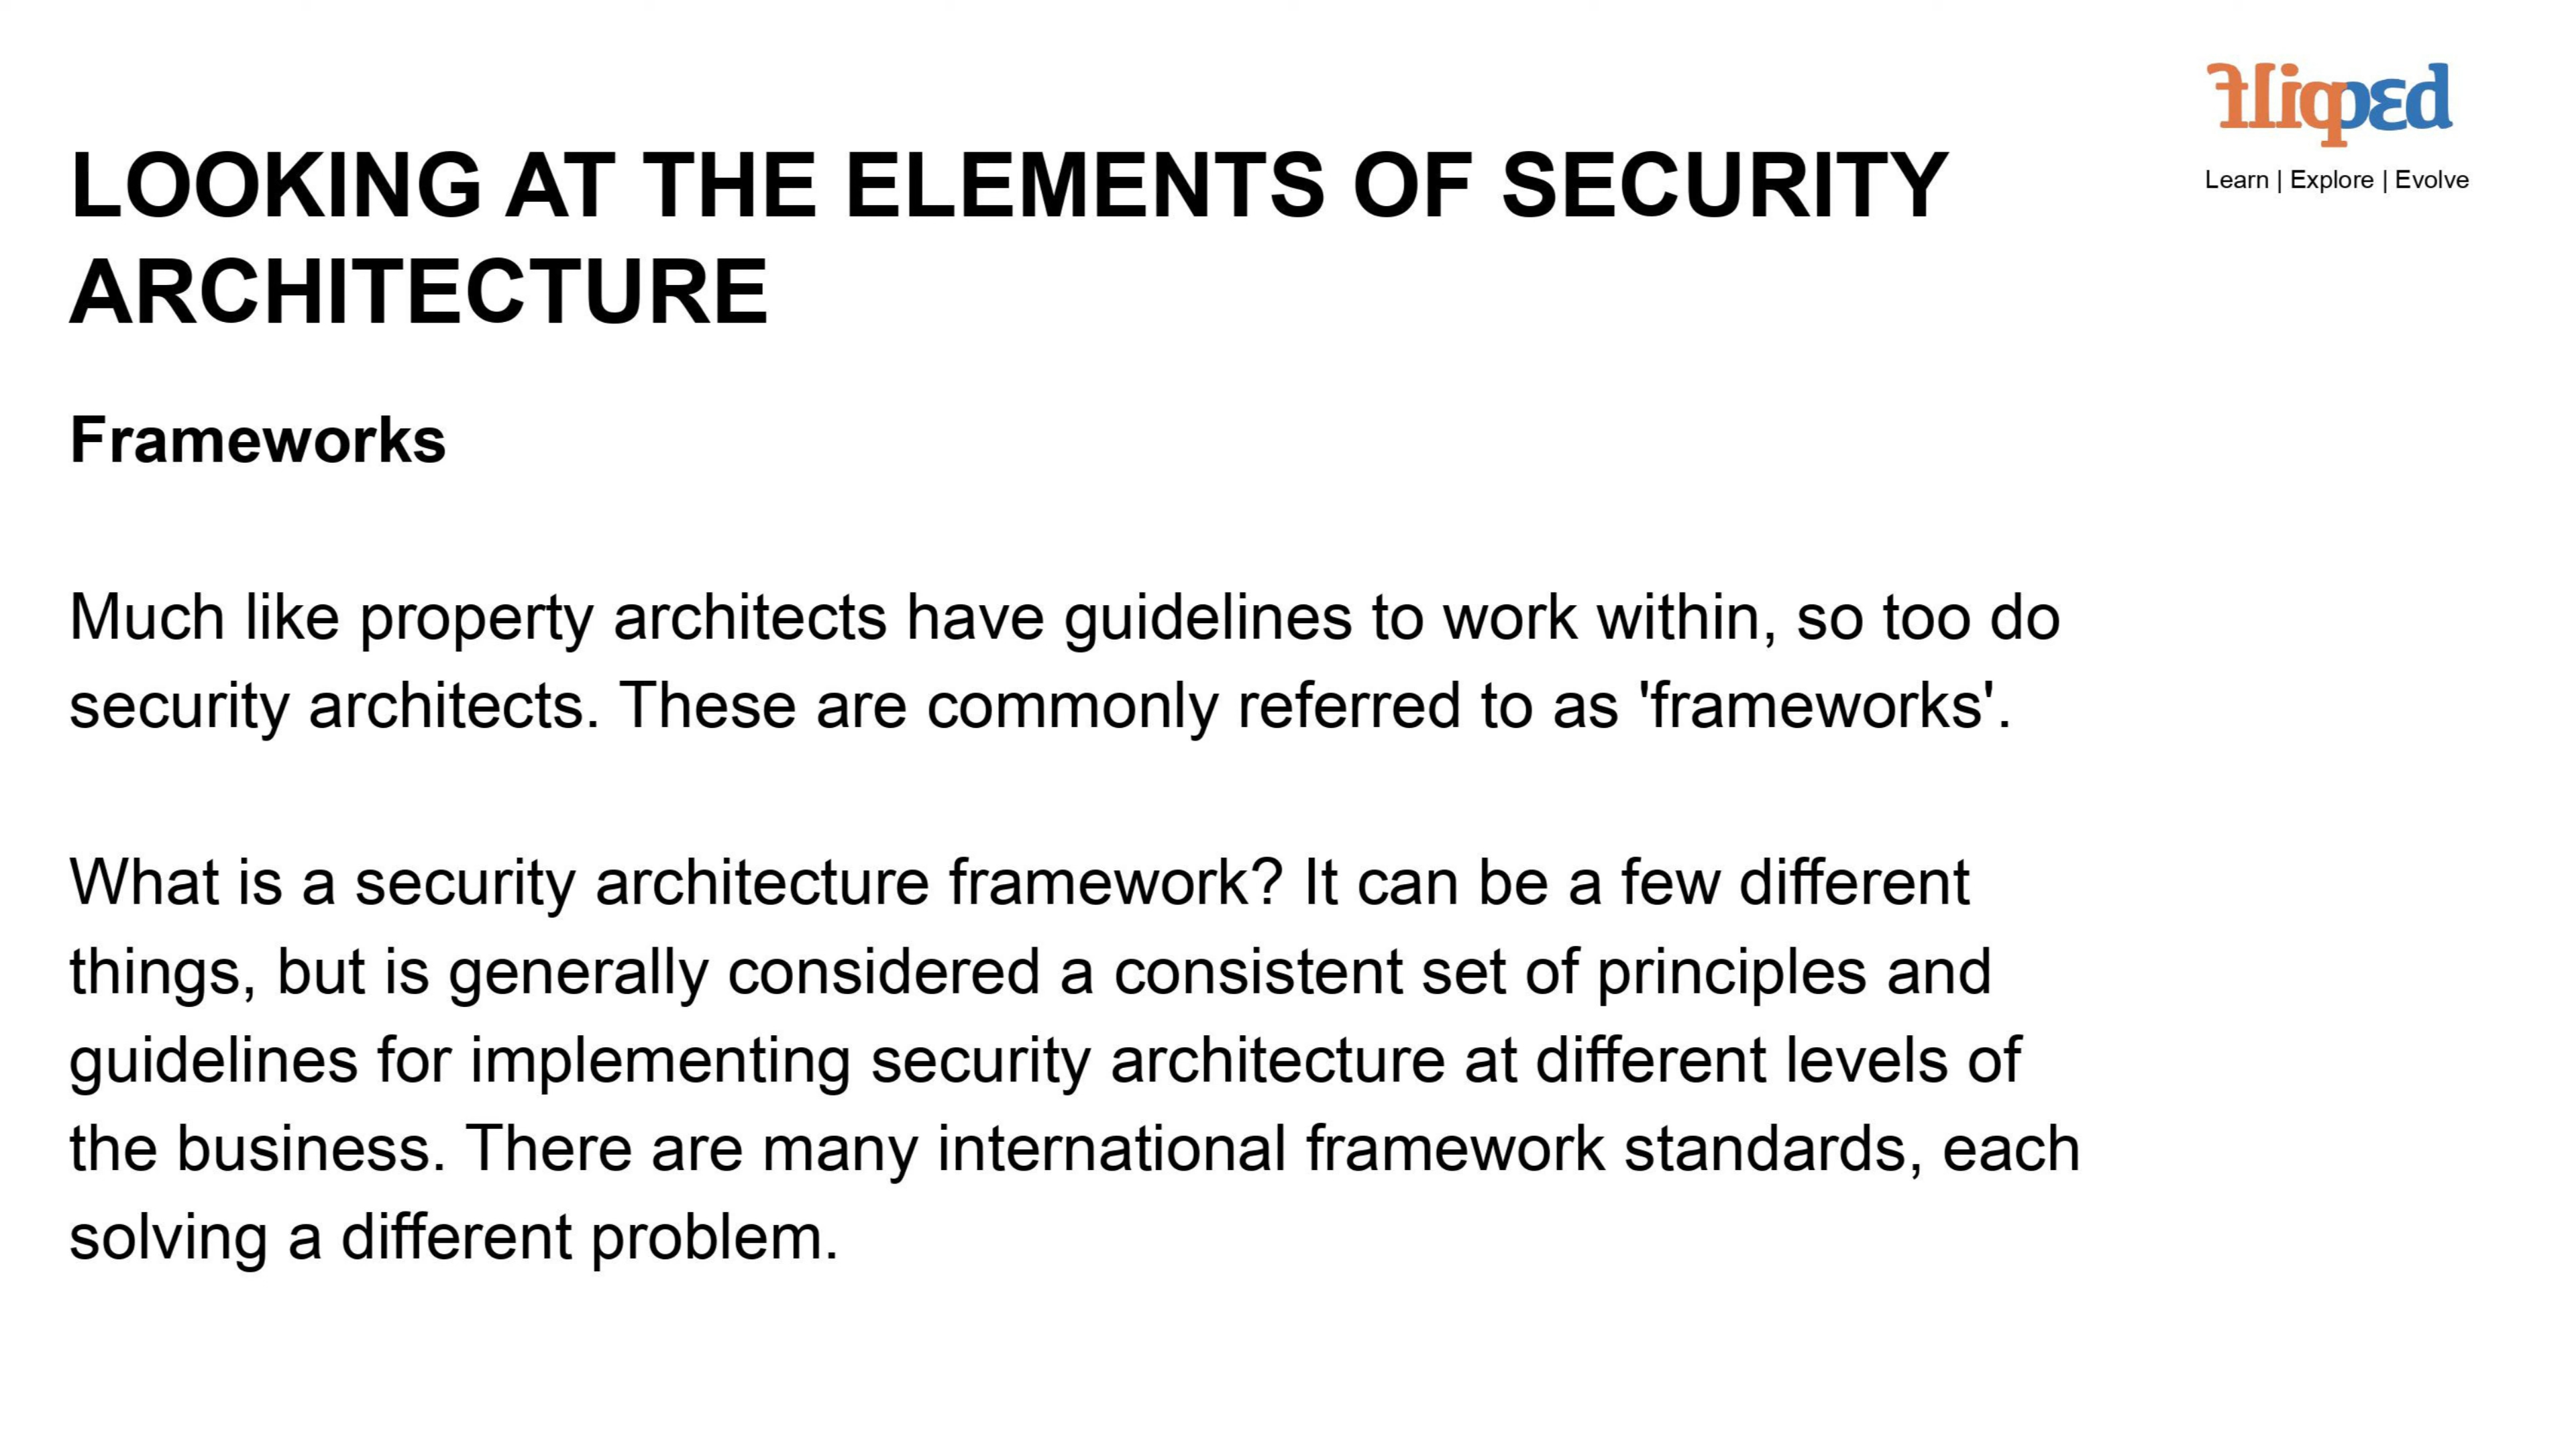 flipped
Learn | Explore | Evolve
LOOKING AT THE ELEMENTS OF SECURITY
ARCHITECTURE
Frameworks
Much like property architects have guidelines to work within, so too do
security architects. These are commonly referred to as 'frameworks'.
What is a security architecture framework? It can be a few different
things, but is generally considered a consistent set of principles and
guidelines for implementing security architecture at different levels of
the business. There are many international framework standards, each
solving a different problem.